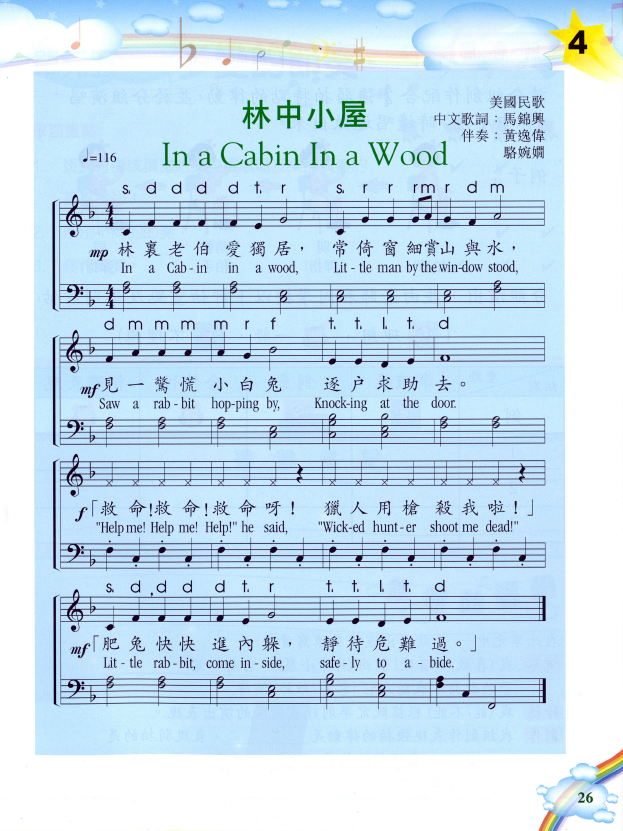 4
林中小屋
In a Cabin In a Wood
美國民歌
中文歌詞：馬錦興
伴奏：黃逸偉
駱婉嫺
♩=116
s, d d d d t, r s, r r rm r d m
mp 林裏老伯愛獨居，常倚窗細賞山與水，
In a Cab-in in a wood, Lit-tle man by the win-dow stood,
d m m m m r f t, t, l, t, d
mf 見一驚慌小白兔 逐户求助去。
Saw a rab-bit hop-ping by, Knock-ing at the door.
f 「救命!救命!救命呀! 獵人用槍殺我啦!」
"Help me! Help me! Help!" he said, "Wick-ed hunt-er shoot me dead!"
s, d d d d t, r t, t, l, t, d
mf 「肥兔快快進內躲，靜待危難過。」
Lit-tle rab-bit, come in-side, safe-ly to a-bide.
26